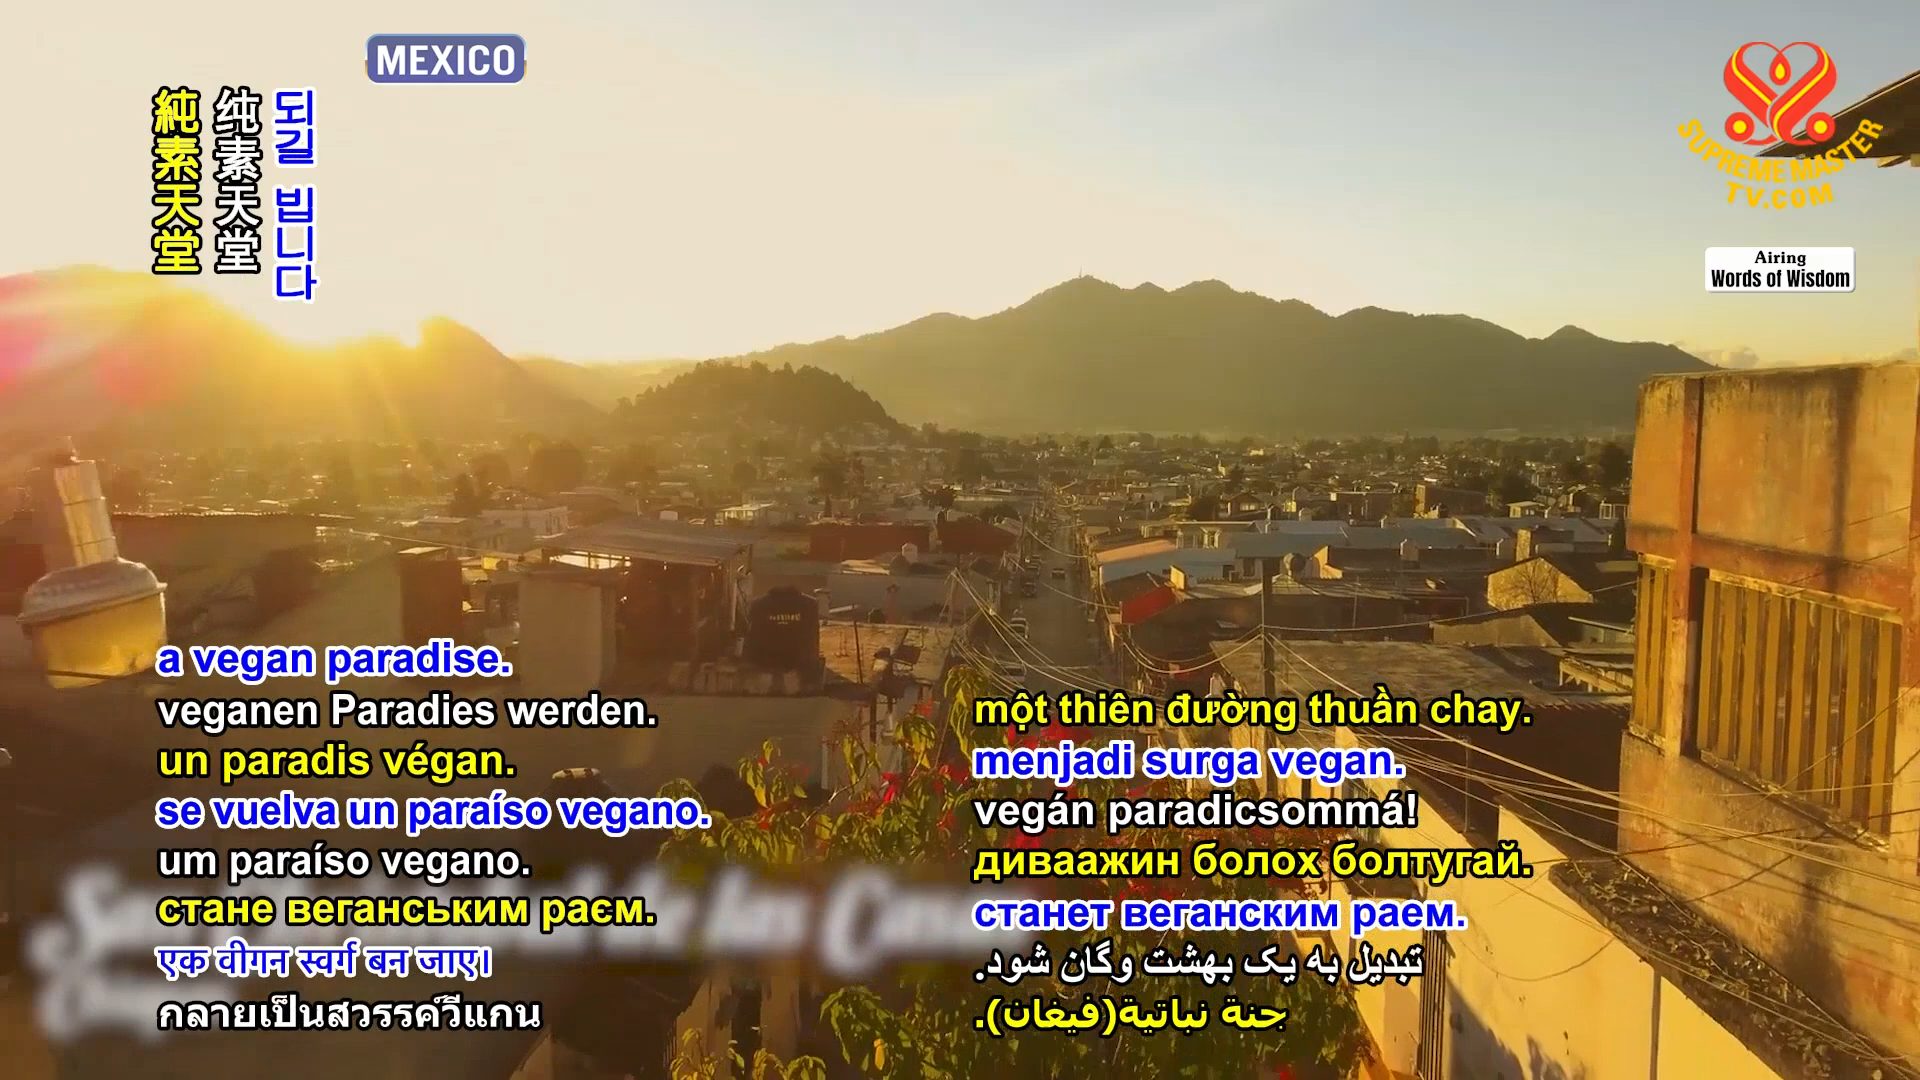 MEXICO
純素天堂
纯素天堂
되길 빕니다
SUPREME MASTER
TV.COM
Airing
Words of Wisdom
a vegan paradise.
veganen Paradies werden.
un paradis végan.
se vuelva un paraíso vegano.
um paraíso vegano.
стане веганським раєм.
एक वीगन स्वर्ग बन जाए।
กลายเป็นสวรรค์วีแกน
một thiên đường thuần chay.
menjadi surga vegan.
vegán paradicsommá!
диваажин болох болтугай.
станет веганским раем.
تبدیل به یک بهشت وگان شود.
جنة نباتية(فيغان).